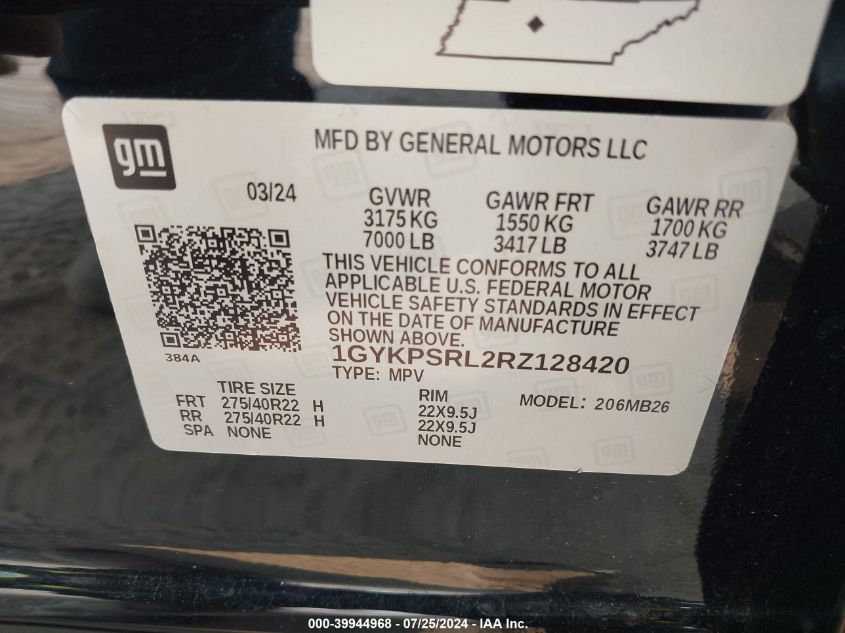 gm
MFD BY GENERAL MOTORS LLC
03/24
GVWR GAWR FRT GAWR RR
3175 KG 1550 KG 1700 KG
7000 LB 3417 LB 3747 LB
THIS VEHICLE CONFORMS TO ALL
APPLICABLE U.S. FEDERAL MOTOR
VEHICLE SAFETY STANDARDS IN EFFECT
ON THE DATE OF MANUFACTURE
SHOWN ABOVE.
384A
1GYKPSRL2RZ128420
TYPE: MPV
TIRE SIZE RIM MODEL: 206MB26
FRT 275/40R22 H 22X9.5J
RR 275/40R22 H 22X9.5J
SPA NONE NONE
000-39944968 - 07/25/2024 - IAA Inc.